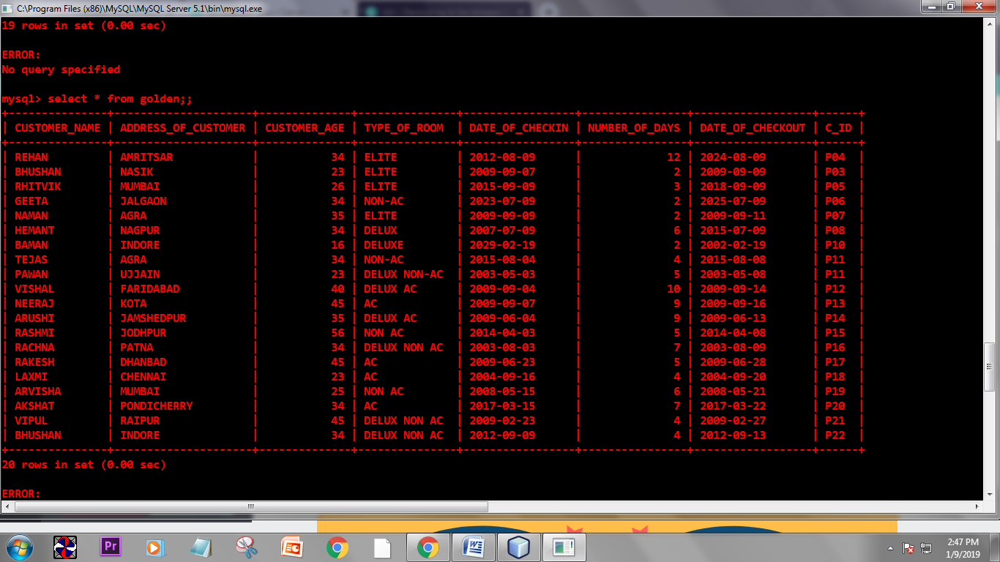 C:\Program Files (x86)\MySQL\MySQL Server 5.1\bin\mysql.exe
19 rows in set (0.00 sec)
ERROR:
No query specified
mysql> select * from golden;;
+---------------+---------------------+--------------+---------------+-----------------+----------------+------------------+------+
| CUSTOMER_NAME | ADDRESS_OF_CUSTOMER | CUSTOMER_AGE | TYPE_OF_ROOM  | DATE_OF_CHECKIN | NUMBER_OF_DAYS | DATE_OF_CHECKOUT | C_ID |
+---------------+---------------------+--------------+---------------+-----------------+----------------+------------------+------+
| REHAN         | AMRITSAR            |           34 | ELITE         | 2012-08-09      |             12 | 2024-08-09       | P04  |
| BHUSHAN       | NASIK               |           23 | ELITE         | 2009-09-07      |              2 | 2009-09-09       | P03  |
| RHITVIK       | MUMBAI              |           26 | ELITE         | 2015-09-09      |              3 | 2018-09-09       | P05  |
| GEETA         | JALGAON             |           34 | NON-AC        | 2023-07-09      |              2 | 2025-07-09       | P06  |
| NAMAN         | AGRA                |           35 | ELITE         | 2009-09-09      |              2 | 2009-09-11       | P07  |
| HEMANT        | NAGPUR              |           34 | DELUX         | 2007-07-09      |              6 | 2015-07-09       | P08  |
| BAMAN         | INDORE              |           16 | DELUXE        | 2029-02-19      |              2 | 2002-02-19       | P10  |
| TEJAS         | AGRA                |           34 | NON-AC        | 2015-08-04      |              4 | 2015-08-08       | P11  |
| PAWAN         | UJJAIN              |           23 | DELUX NON-AC  | 2003-05-03      |              5 | 2003-05-08       | P11  |
| VISHAL        | FARIDABAD           |           40 | DELUX AC      | 2009-09-04      |             10 | 2009-09-14       | P12  |
| NEERAJ        | KOTA                |           45 | AC            | 2009-09-07      |              9 | 2009-09-16       | P13  |
| ARUSHI        | JAMSHEDPUR          |           35 | DELUX AC      | 2009-06-04      |              9 | 2009-06-13       | P14  |
| RASHMI        | JODHPUR             |           56 | NON AC        | 2014-04-03      |              5 | 2014-04-08       | P15  |
| RACHNA        | PATNA               |           34 | DELUX NON AC  | 2003-08-03      |              7 | 2003-08-09       | P16  |
| RAKESH        | DHANBAD             |           45 | AC            | 2009-06-23      |              5 | 2009-06-28       | P17  |
| LAXMI         | CHENNAI             |           23 | AC            | 2004-09-16      |              4 | 2004-09-20       | P18  |
| ARVISHA       | MUMBAI              |           25 | NON AC        | 2008-05-15      |              6 | 2008-05-21       | P19  |
| AKSHAT        | PONDICHERRY         |           34 | AC            | 2017-03-15      |              7 | 2017-03-22       | P20  |
| VIPUL         | RAIPUR              |           45 | DELUX NON AC  | 2009-02-23      |              4 | 2009-02-27       | P21  |
| BHUSHAN       | INDORE              |           34 | DELUX NON AC  | 2012-09-09      |              4 | 2012-09-13       | P22  |
+---------------+---------------------+--------------+---------------+-----------------+----------------+------------------+------+
20 rows in set (0.00 sec)
ERROR:
Pr
2:47 PM
1/9/2019